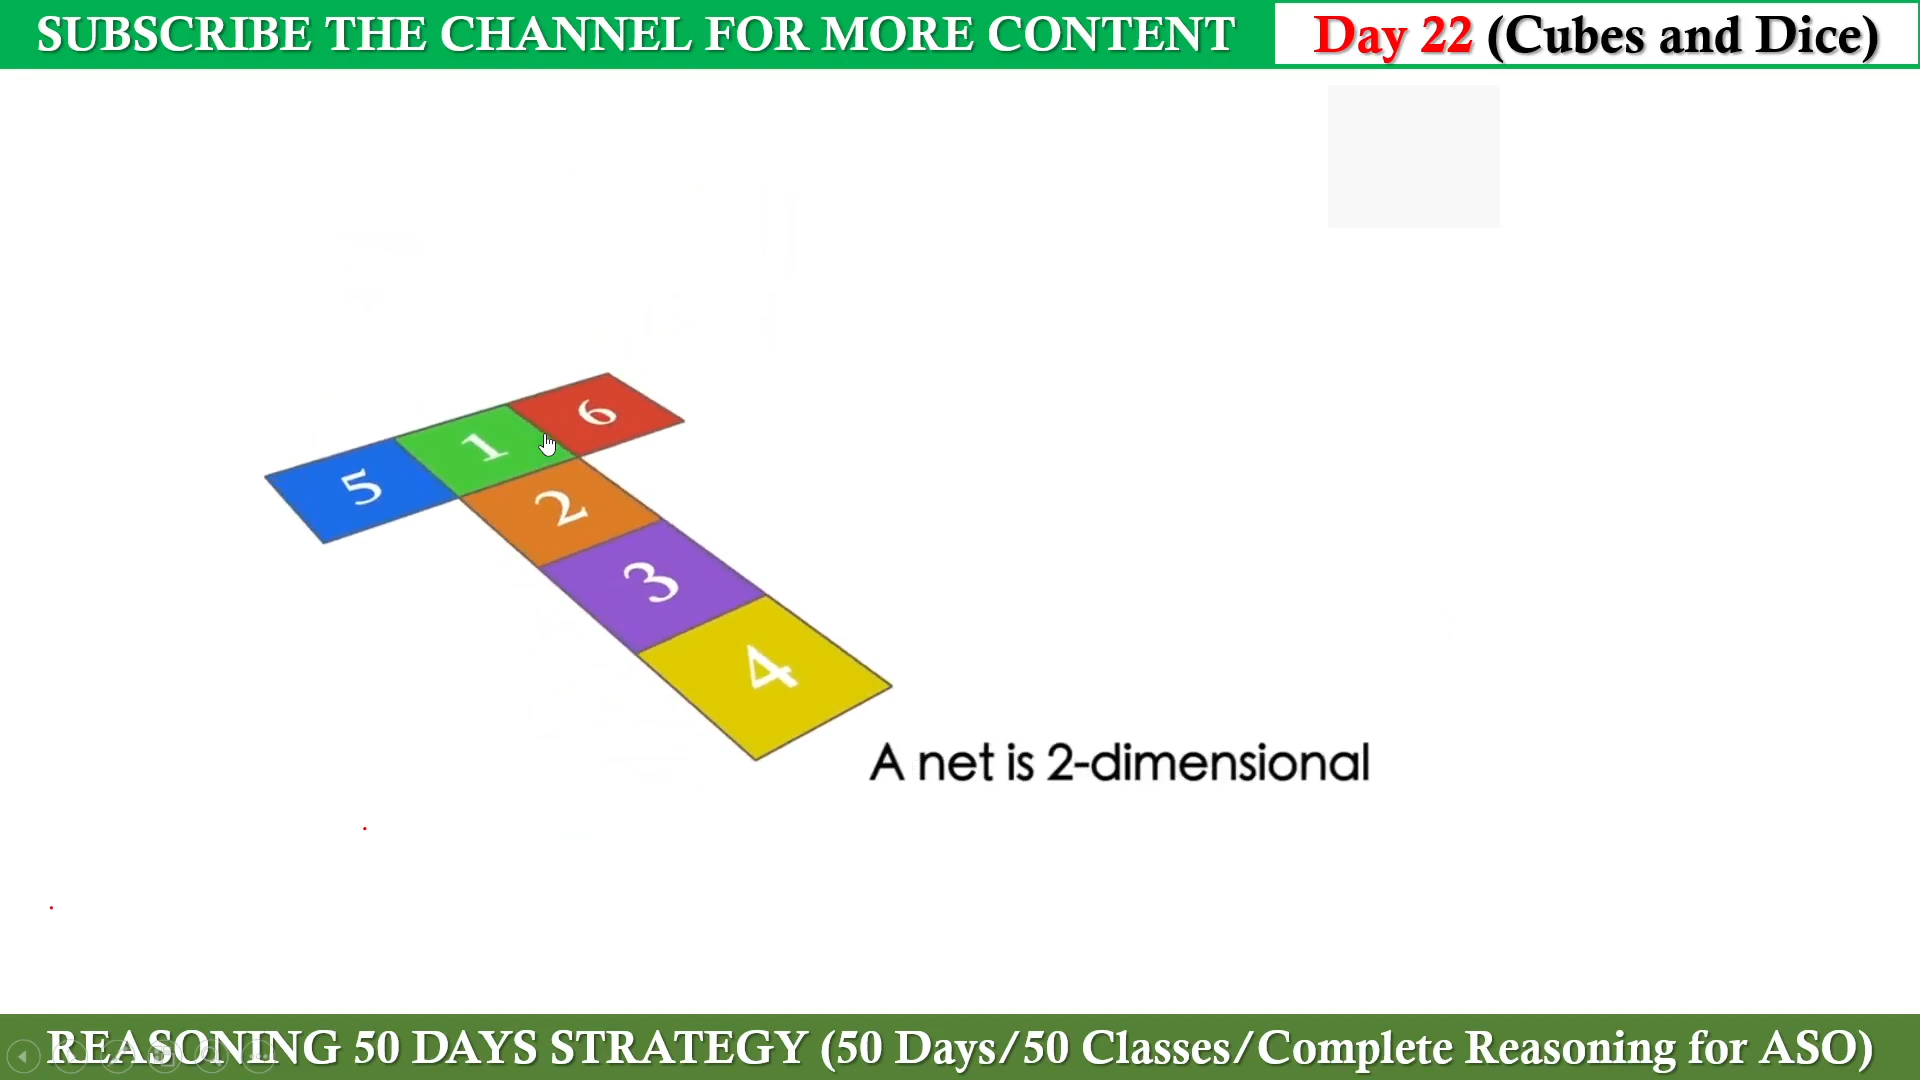 SUBSCRIBE THE CHANNEL FOR MORE CONTENT
Day 22 (Cubes and Dice)
6
1
5
2
3
4
A net is 2-dimensional
REASONING 50 DAYS STRATEGY (50 Days/50 Classes/Complete Reasoning for ASO)